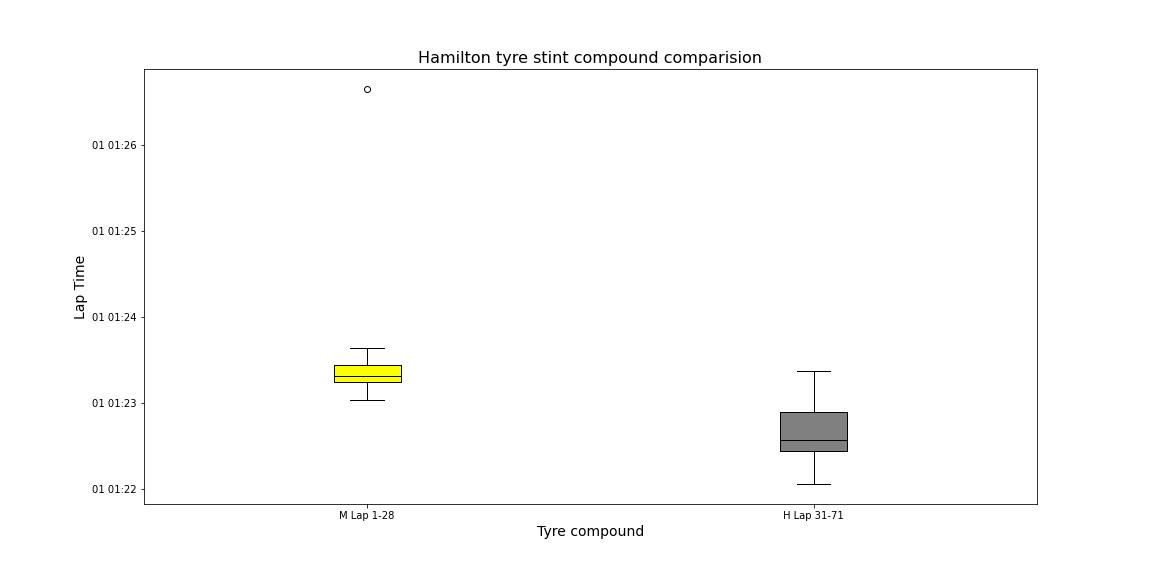 Hamilton tyre stint compound comparision
01 01:26
01 01:25
01 01:24
01 01:23
01 01:22
Lap Time
M Lap 1-28
H Lap 31-71
Tyre compound